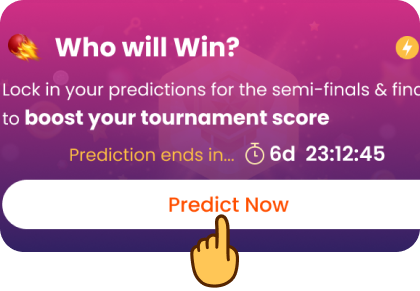 Who will Win?
Lock in your predictions for the semi-finals & fina
to boost your tournament score
Prediction ends in... 6d 23:12:45
Predict Now